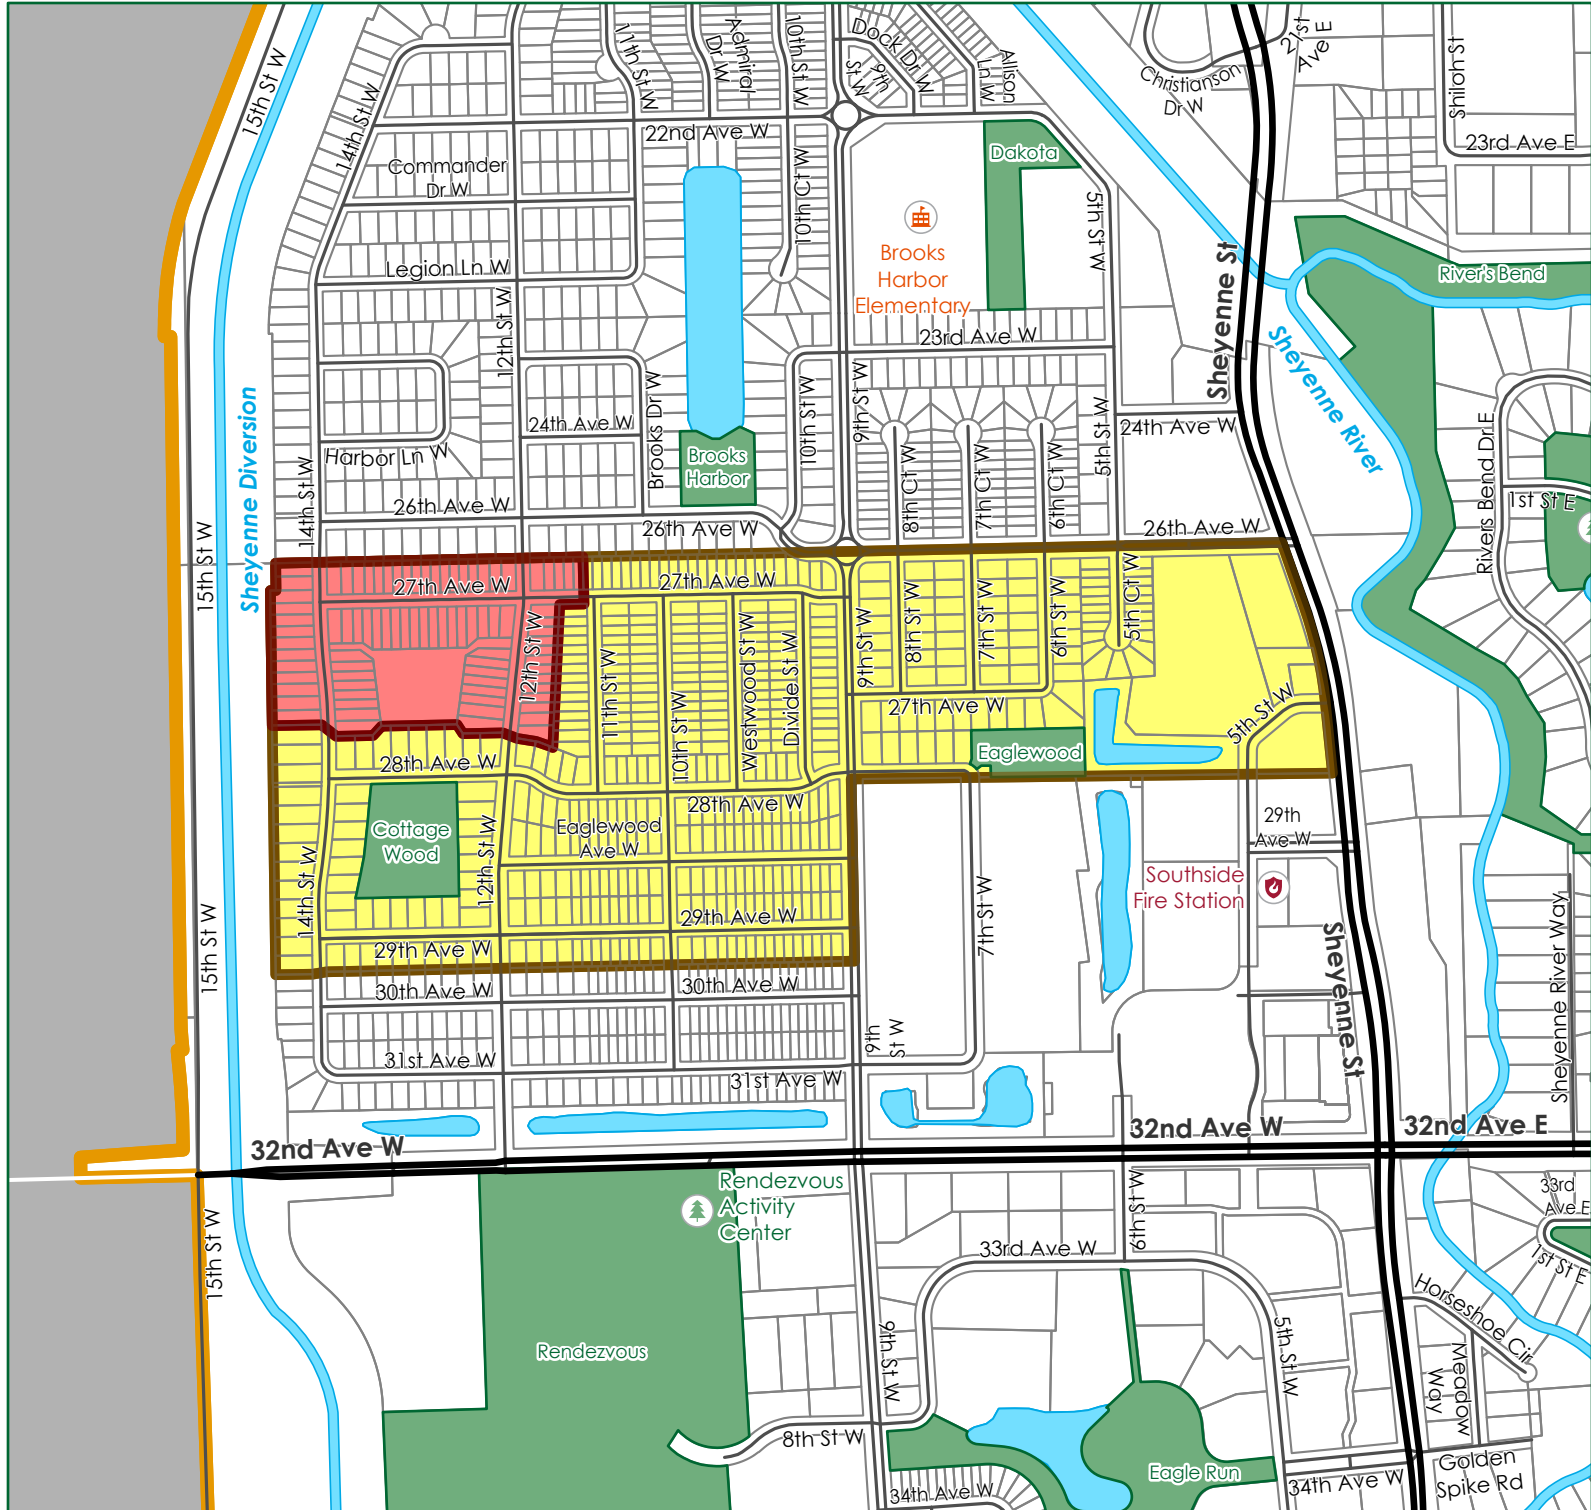 15th St W
14th St W
11th St W
Admiral
Dr W
10th St W
Dock Dr W
9th
St W
Allison
Ln W
Christianson
Dr W
21st
Ave E
Shiloh St
23rd Ave E
22nd Ave W
Commander
Dr W
10th Ct W
Dakota
5th St W
Brooks
Harbor
Elementary
Legion Ln W
Sheyenne St
River's Bend
12th St W
23rd Ave W
Sheyenne River
Sheyenne Diversion
24th Ave W
Brooks Dr W
10th St W
9th St W
5th St W
24th Ave W
Harbor Ln W
Brooks
Harbor
8th Ct W
7th Ct W
6th Ct W
Rivers Bend Dr E
1st St E
14th St W
26th Ave W
26th Ave W
26th Ave W
15th St W
27th Ave W
27th Ave W
12th St W
11th St W
10th St W
Westwood St W
Divide St W
9th St W
8th St W
7th St W
6th St W
5th Ct W
27th Ave W
5th St W
Eaglewood
28th Ave W
28th Ave W
Cottage
Wood
12th St W
Eaglewood
Ave W
29th
Ave W
14th St W
Southside
Fire Station
29th Ave W
29th Ave W
7th St W
Sheyenne St
Sheyenne River Way
15th St W
30th Ave W
30th Ave W
31st Ave W
31st Ave W
9th
St W
32nd Ave W
32nd Ave W
32nd Ave E
Rendezvous
Activity
Center
6th St W
33rd
Ave E
1st St E
15th St W
33rd Ave W
Horseshoe Cir
Rendezvous
9th St W
5th St W
Meadow
Way
8th St W
Eagle Run
34th Ave W
34th Ave W
Golden
Spike Rd